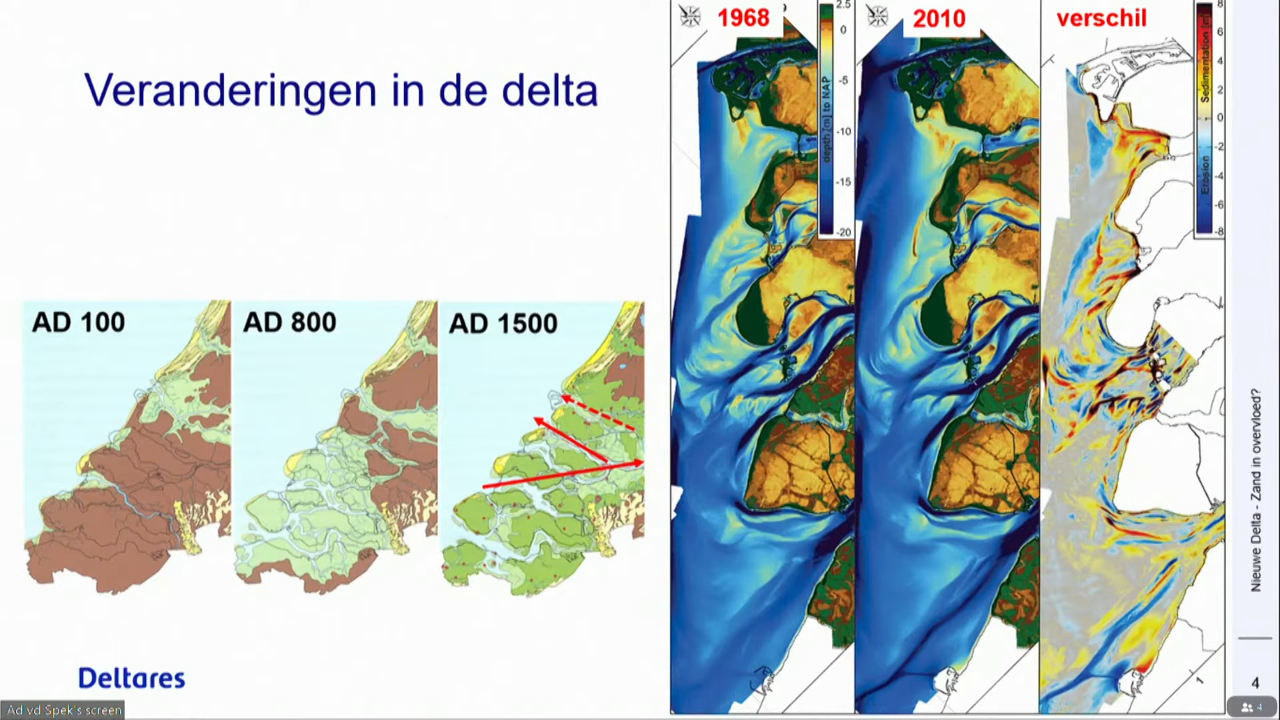 Veranderingen in de delta
AD 100
AD 800
AD 1500
Deltares
Ad vd Spek's screen
1968
2.5
0
-5
-10
-15
-20
depth [m] to NAP
2010
verschil
8
6
4
2
0
-2
-4
-6
-8
Sedimentation [m]
Erosion
Nieuwe Delta - Zand in overvloed?
4
4